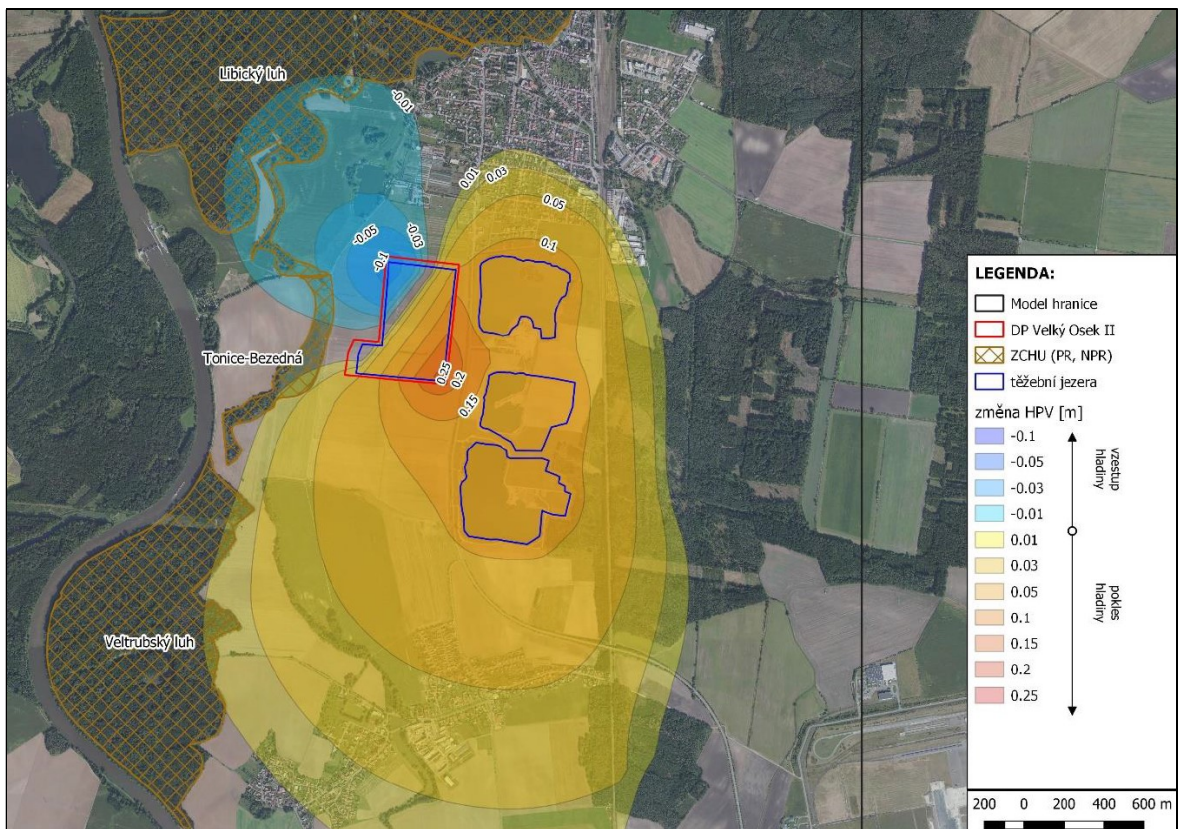 Libický luh
-0.01
0.01
0.03
0.05
-0.05
-0.03
0.1
-0.1
Tonice-Bezedná
0.25
0.2
0.15
Veltrubský luh
LEGENDA:
Model hranice
DP Velký Osek II
ZCHU (PR, NPR)
těžební jezera
změna HPV [m]
-0.1
-0.05
-0.03
-0.01
0.01
0.03
0.05
0.1
0.15
0.2
0.25
vzestup
hladiny
pokles
hladiny
200 0 200 400 600 m